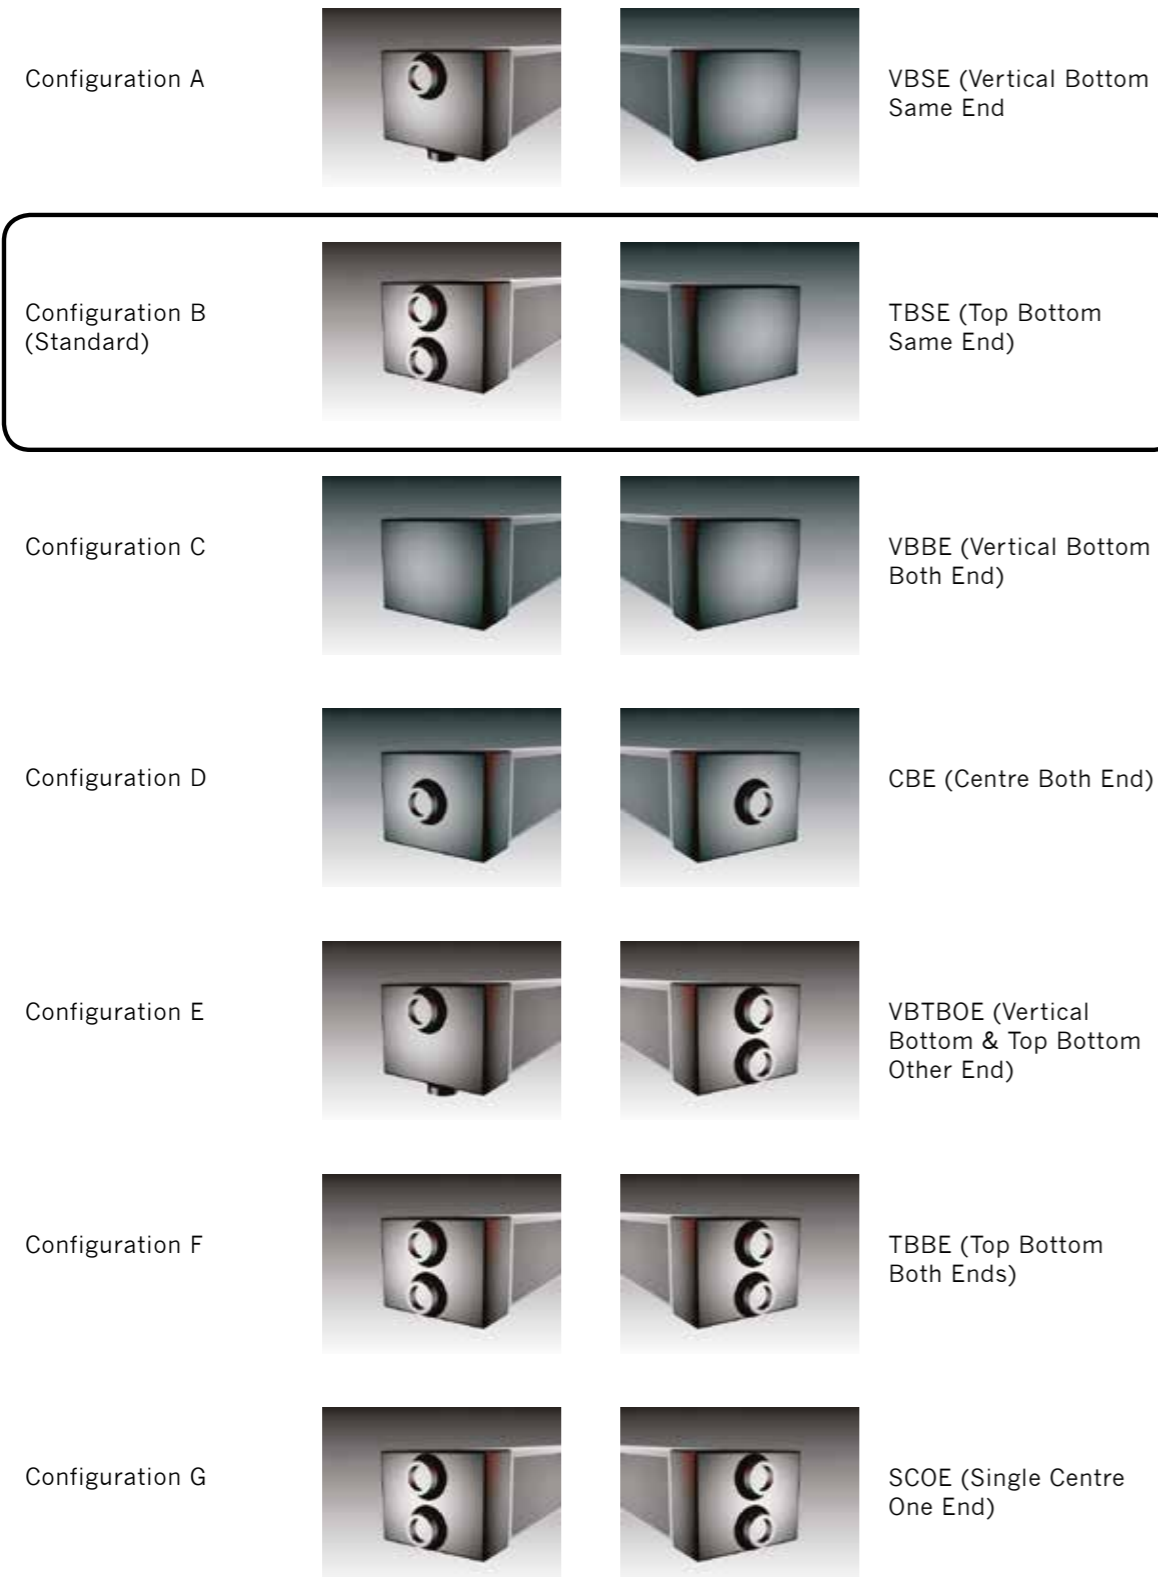 Configuration A
VBSE (Vertical Bottom
Same End
Configuration B
(Standard)
TBSE (Top Bottom
Same End)
Configuration C
VBBE (Vertical Bottom
Both End)
Configuration D
CBE (Centre Both End)
Configuration E
VBTBOE (Vertical
Bottom & Top Bottom
Other End)
Configuration F
TBBE (Top Bottom
Both Ends)
Configuration G
SCOE (Single Centre
One End)